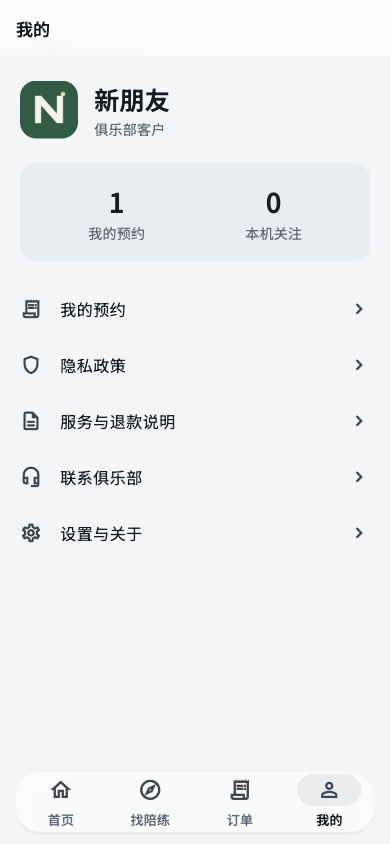 我的
N
新朋友
俱乐部客户
1
我的预约
0
本机关注
我的预约
隐私政策
服务与退款说明
联系俱乐部
设置与关于
首页
找陪练
订单
我的